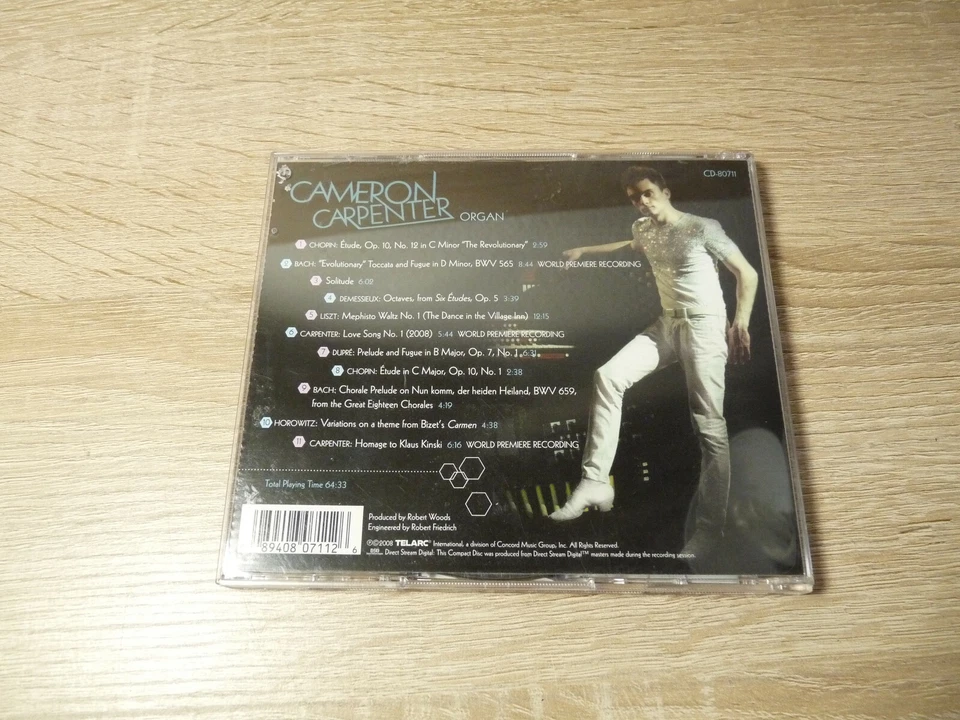 CD-80711
CAMERON
CARPENTER ORGAN
1 CHOPIN: Étude, Op. 10, No. 12 in C Minor "The Revolutionary" 2:59
2 BACH: "Evolutionary" Toccata and Fugue in D Minor, BWV 565 8:44 WORLD PREMIERE RECORDING
3 Solitude 6:02
4 DEMESSIEUX: Octaves, from Six Études, Op. 5 3:39
5 LISZT: Mephisto Waltz No. 1 (The Dance in the Village Inn) 12:15
6 CARPENTER: Love Song No. 1 (2008) 5:44 WORLD PREMIERE RECORDING
7 DUPRÉ: Prelude and Fugue in B Major, Op. 7, No. 1 6:31
8 CHOPIN: Étude in C Major, Op. 10, No. 1 2:38
9 BACH: Chorale Prelude on Nun komm, der heiden Heiland, BWV 659,
from the Great Eighteen Chorales 4:19
10 HOROWITZ: Variations on a theme from Bizet's Carmen 4:38
11 CARPENTER: Homage to Klaus Kinski 6:16 WORLD PREMIERE RECORDING
Total Playing Time 64:33
Produced by Robert Woods
Engineered by Robert Friedrich
89408 07112 6
℗©2008 TELARC® International, a division of Concord Music Group, Inc. All Rights Reserved.
Direct Stream Digital: This Compact Disc was produced from Direct Stream Digital™ masters made during the recording session.